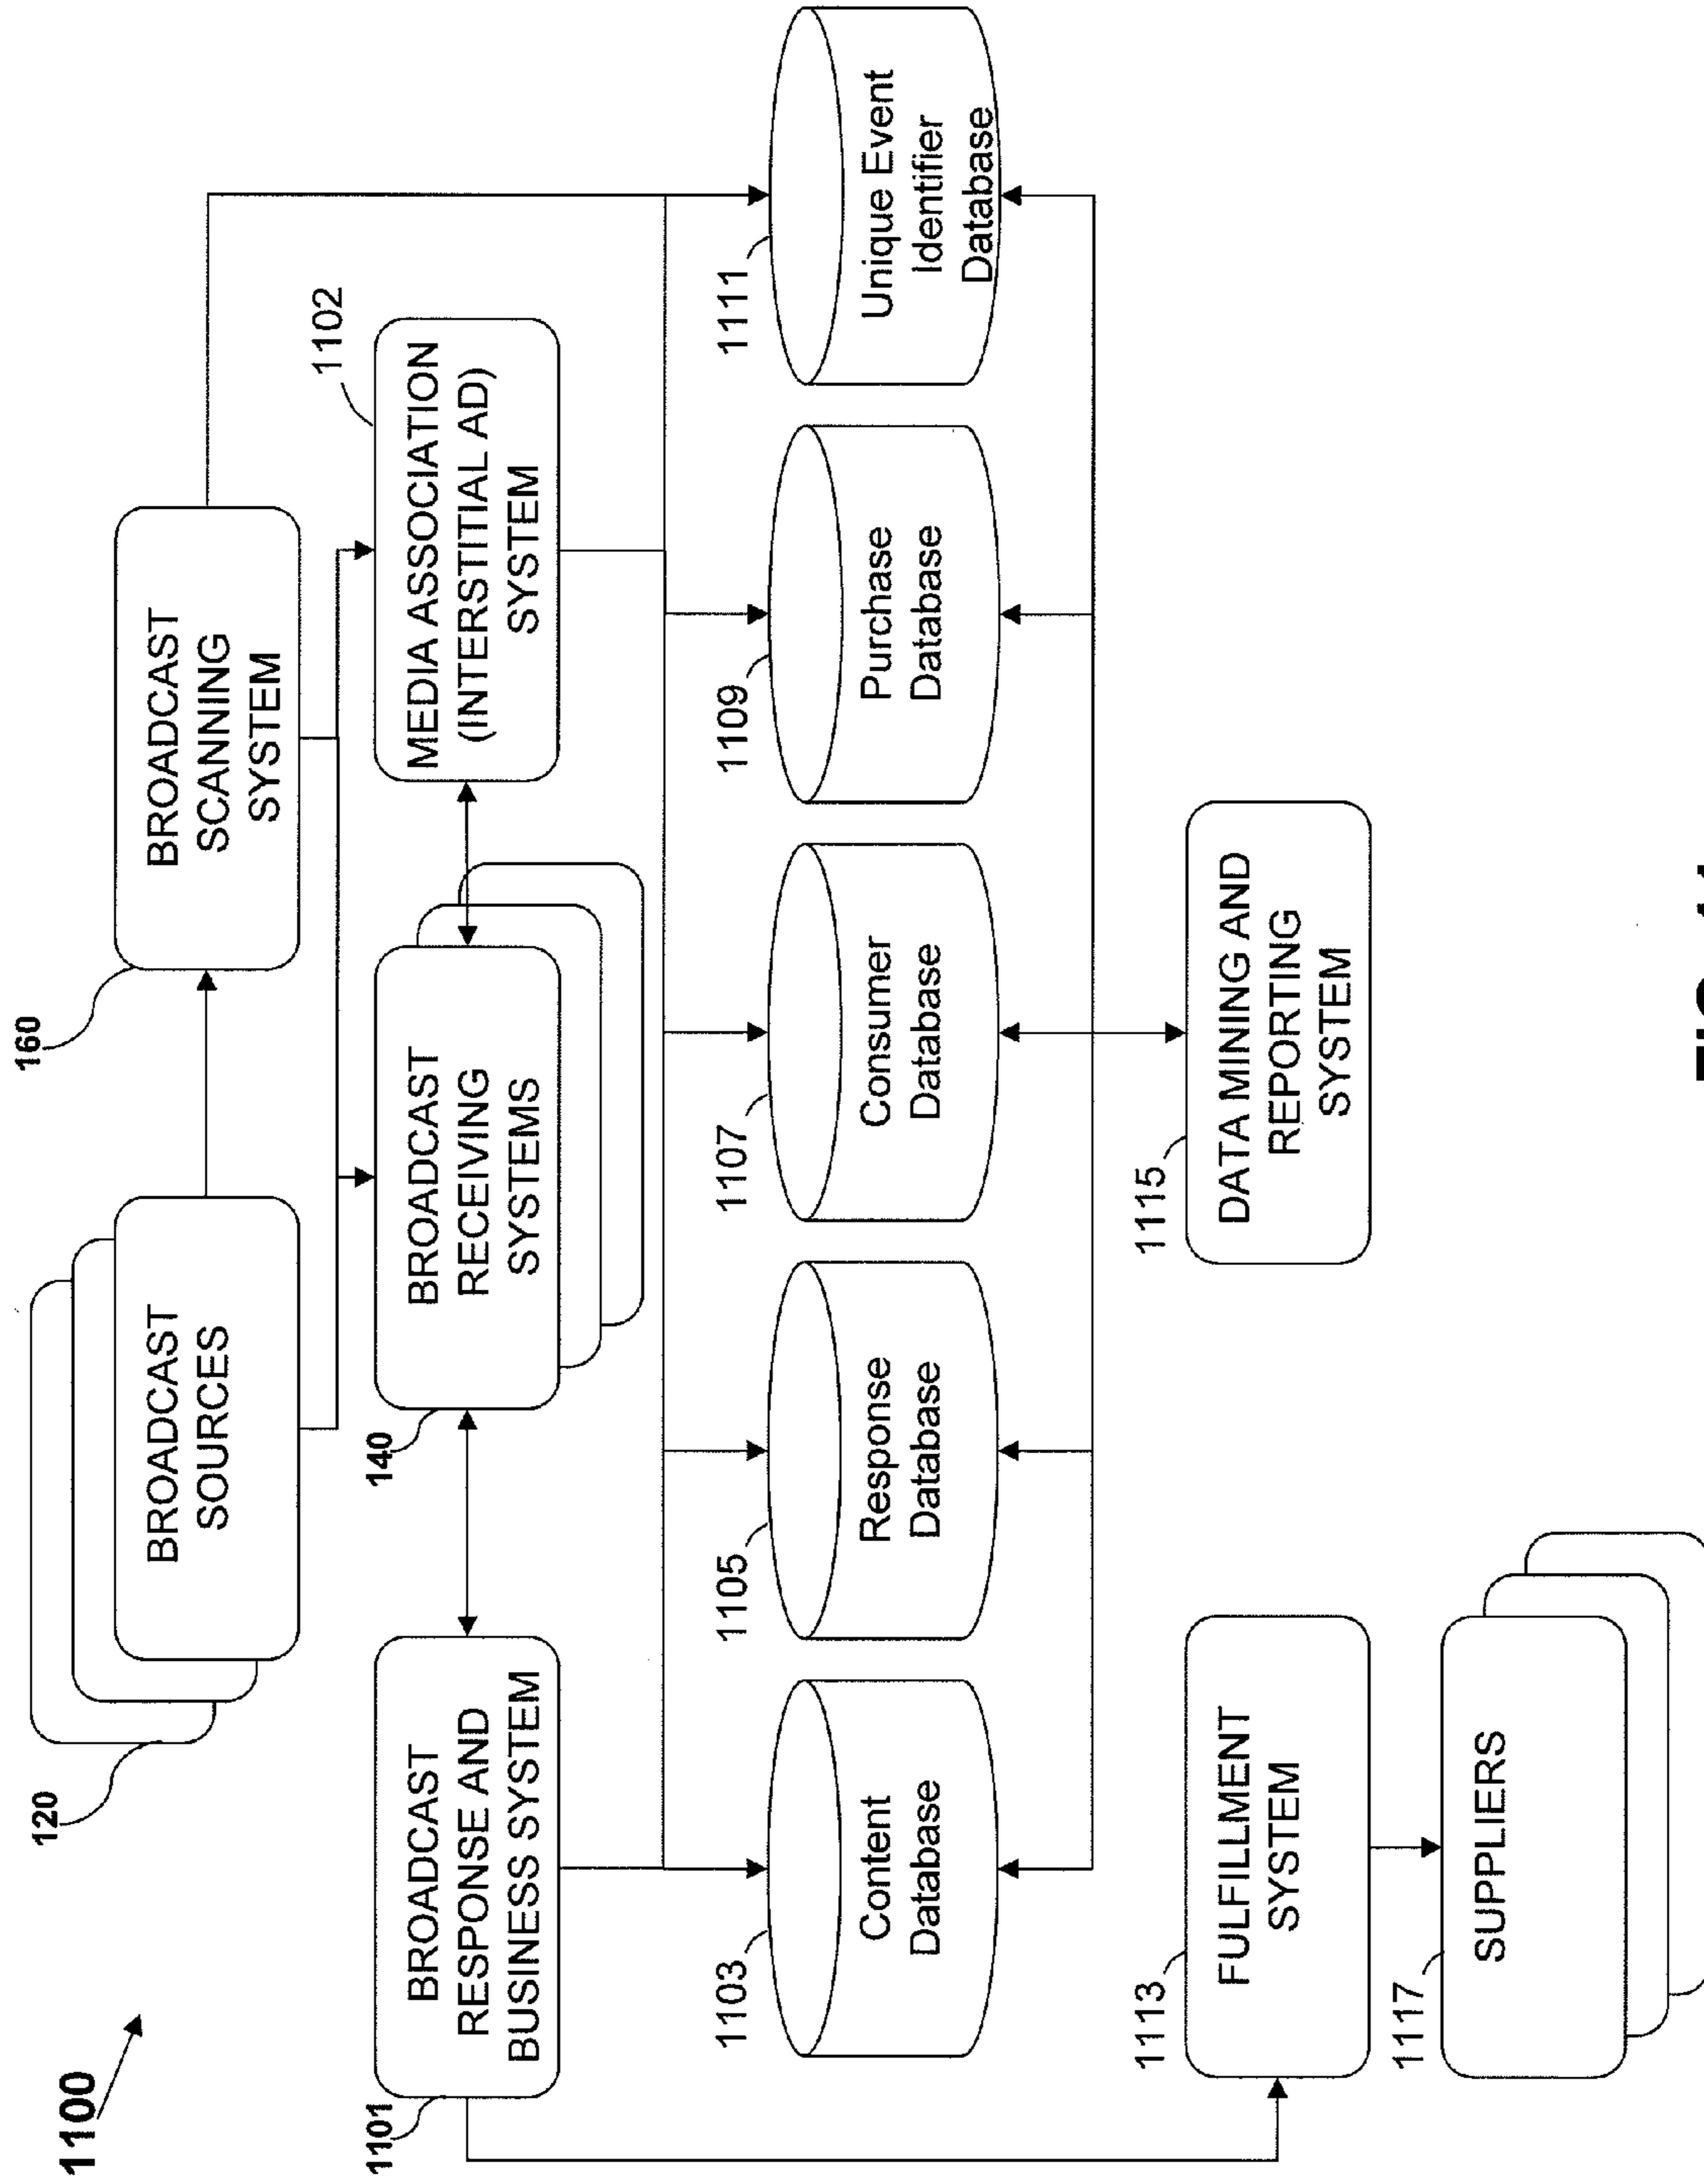 1100
120
BROADCAST
SOURCES
160
BROADCAST
SCANNING
SYSTEM
1101
BROADCAST
RESPONSE AND
BUSINESS SYSTEM
140
BROADCAST
RECEIVING
SYSTEMS
1102
MEDIA ASSOCIATION
(INTERSTITIAL AD)
SYSTEM
1103
Content
Database
1105
Response
Database
1107
Consumer
Database
1109
Purchase
Database
1111
Unique Event
Identifier
Database
1113
FULFILLMENT
SYSTEM
1115
DATA MINING AND
REPORTING
SYSTEM
1117
SUPPLIERS